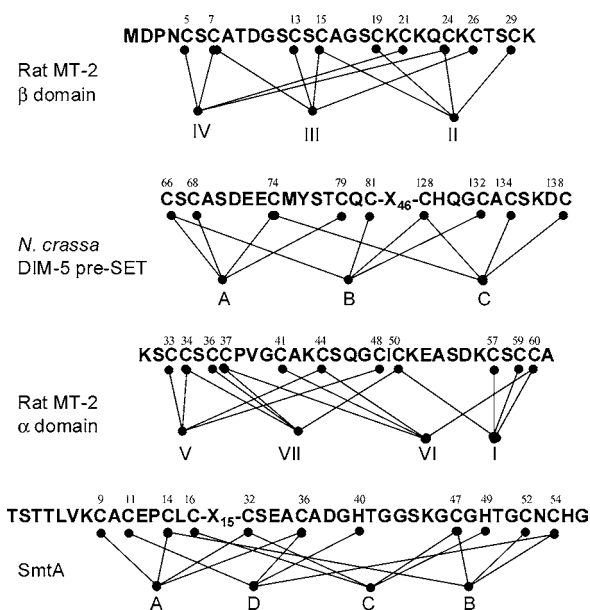 5 7 13 15 19 21 24 26 29
MDPNCSCATDGSCSCAGSCKCKQCKCTSCK
Rat MT-2
β domain
IV III II
66 68 74 79 81 128 132 134 138
CSCASDEECMYSTCQC-X46-CHQGCACSKDC
N. crassa
DIM-5 pre-SET
A B C
33 34 36 37 41 44 48 50 57 59 60
KSCCSCCPVGCAKCSQGCICKEASDKCSCCA
Rat MT-2
α domain
V VII VI I
9 11 14 16 32 36 40 47 49 52 54
TSTTLVKCACEPCLC-X15-CSEACADGHTGGSKGCGHTGCNCHG
SmtA
A D C B